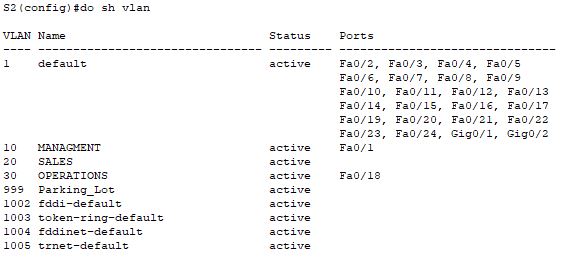 S2(config)#do sh vlan
VLAN Name Status Ports
---- -------------------------------- --------- -------------------------------
1 default active Fa0/2, Fa0/3, Fa0/4, Fa0/5
Fa0/6, Fa0/7, Fa0/8, Fa0/9
Fa0/10, Fa0/11, Fa0/12, Fa0/13
Fa0/14, Fa0/15, Fa0/16, Fa0/17
Fa0/19, Fa0/20, Fa0/21, Fa0/22
Fa0/23, Fa0/24, Gig0/1, Gig0/2
10 MANAGMENT active Fa0/1
20 SALES active
30 OPERATIONS active Fa0/18
999 Parking_Lot active
1002 fddi-default active
1003 token-ring-default active
1004 fddinet-default active
1005 trnet-default active